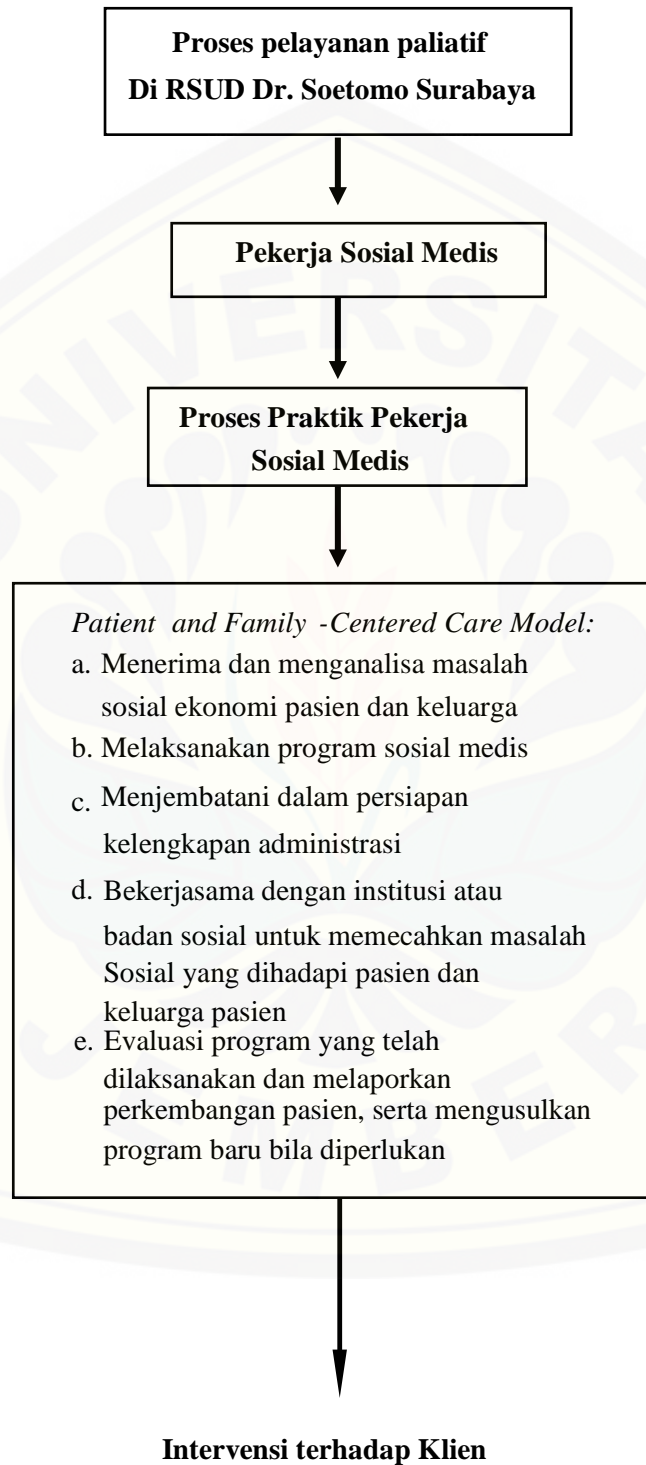 Proses pelayanan paliatif
Di RSUD Dr. Soetomo Surabaya
Pekerja Sosial Medis
Proses Praktik Pekerja
Sosial Medis
Patient and Family -Centered Care Model:
a. Menerima dan menganalisa masalah
sosial ekonomi pasien dan keluarga
b. Melaksanakan program sosial medis
c. Menjembatani dalam persiapan
kelengkapan administrasi
d. Bekerjasama dengan institusi atau
badan sosial untuk memecahkan masalah
Sosial yang dihadapi pasien dan
keluarga pasien
e. Evaluasi program yang telah
dilaksanakan dan melaporkan
perkembangan pasien, serta mengusulkan
program baru bila diperlukan
Intervensi terhadap Klien
UNIVERSITA
JEMBER